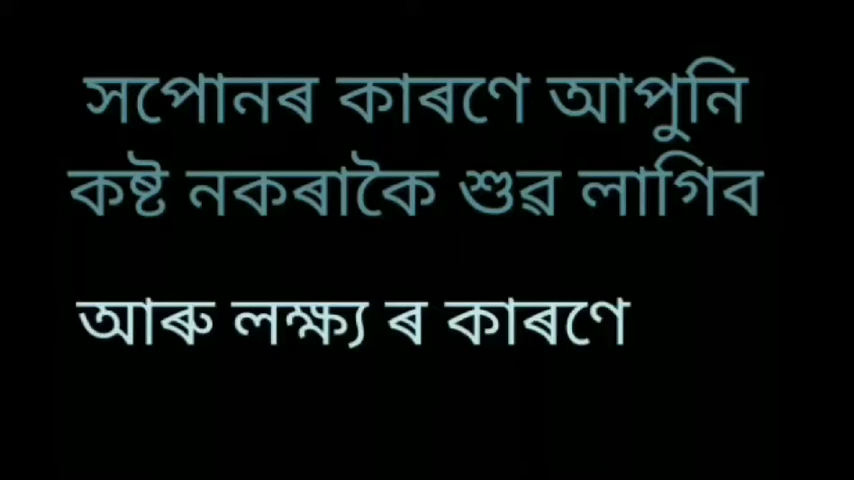 সপোনৰ কাৰণে আপুনি
কষ্ট নকৰাকৈ শুৱ লাগিব
আৰু লক্ষ্য ৰ কাৰণে